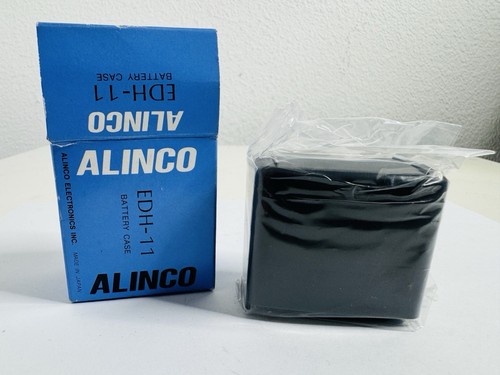 EDH-11
BATTERY CASE
ALINCO
ALINCO
EDH-11
BATTERY CASE
ALINCO ELECTRONICS INC. MADE IN JAPAN
ALINCO